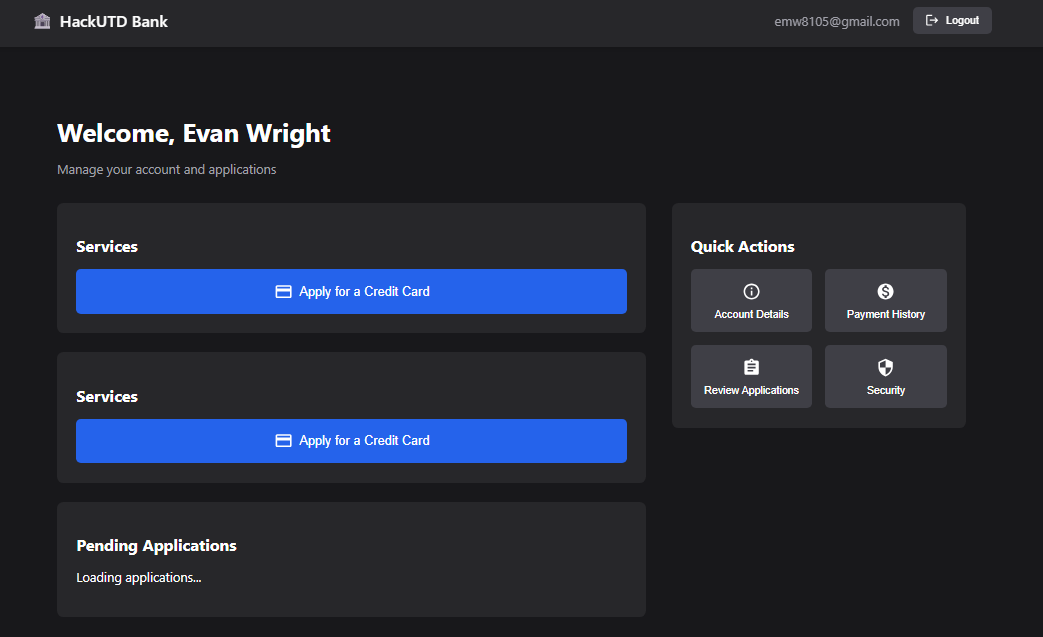 HackUTD Bank
emw8105@gmail.com
Logout
Welcome, Evan Wright
Manage your account and applications
Services
Apply for a Credit Card
Services
Apply for a Credit Card
Pending Applications
Loading applications...
Quick Actions
Account Details
Payment History
Review Applications
Security